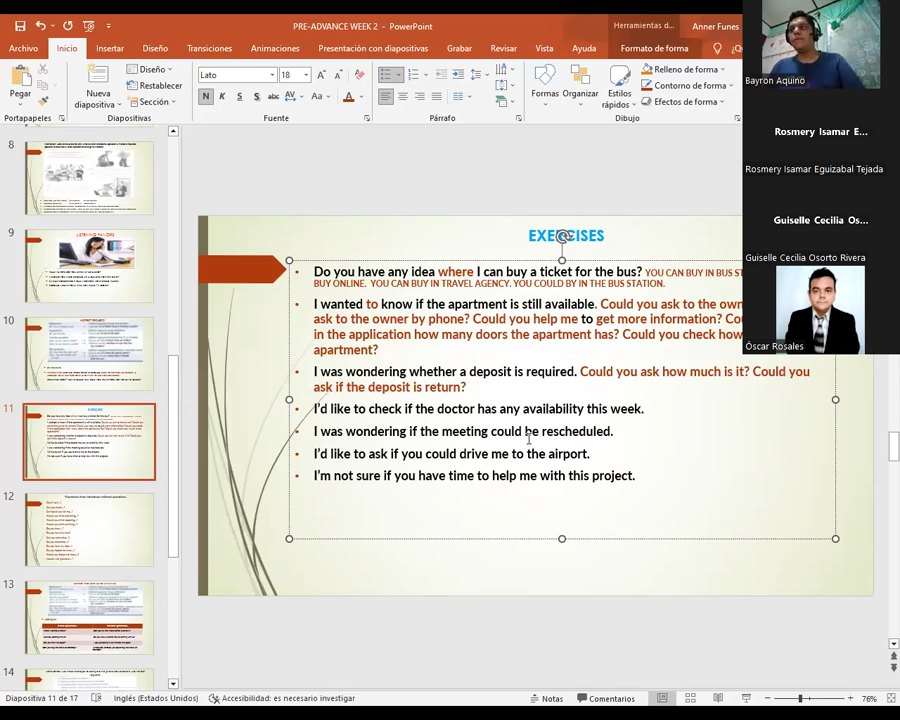 PRE-ADVANCE WEEK 2 - PowerPoint
Herramientas d...
Anner Funes
Archivo Inicio Insertar Diseño Transiciones Animaciones Presentación con diapositivas Grabar Revisar Vista Ayuda Formato de forma
Pegar
Nueva
diapositiva
Diseño
Restablecer
Sección
Lato 18
N K S S abc AV Aa A
Formas Organizar Estilos
rápidos
Relleno de forma
Contorno de forma
Efectos de forma
Portapapeles Diapositivas Fuente Párrafo Dibujo
8
9
10
11
12
13
14
EXERCISES
• Do you have any idea where I can buy a ticket for the bus? YOU CAN BUY IN BUS ST
BUY ONLINE. YOU CAN BUY IN TRAVEL AGENCY. YOU COULD BY IN THE BUS STATION.
• I wanted to know if the apartment is still available. Could you ask to the own
ask to the owner by phone? Could you help me to get more information? Co
in the application how many doors the apartment has? Could you check how
apartment?
• I was wondering whether a deposit is required. Could you ask how much is it? Could you
ask if the deposit is return?
• I'd like to check if the doctor has any availability this week.
• I was wondering if the meeting could be rescheduled.
• I'd like to ask if you could drive me to the airport.
• I'm not sure if you have time to help me with this project.
Bayron Aquino
Rosmery Isamar E...
Rosmery Isamar Eguizabal Tejada
Guiselle Cecilia Os...
Guiselle Cecilia Osorto Rivera
Óscar Rosales
Diapositiva 11 de 17 Inglés (Estados Unidos) Accesibilidad: es necesario investigar Notas Comentarios 76%